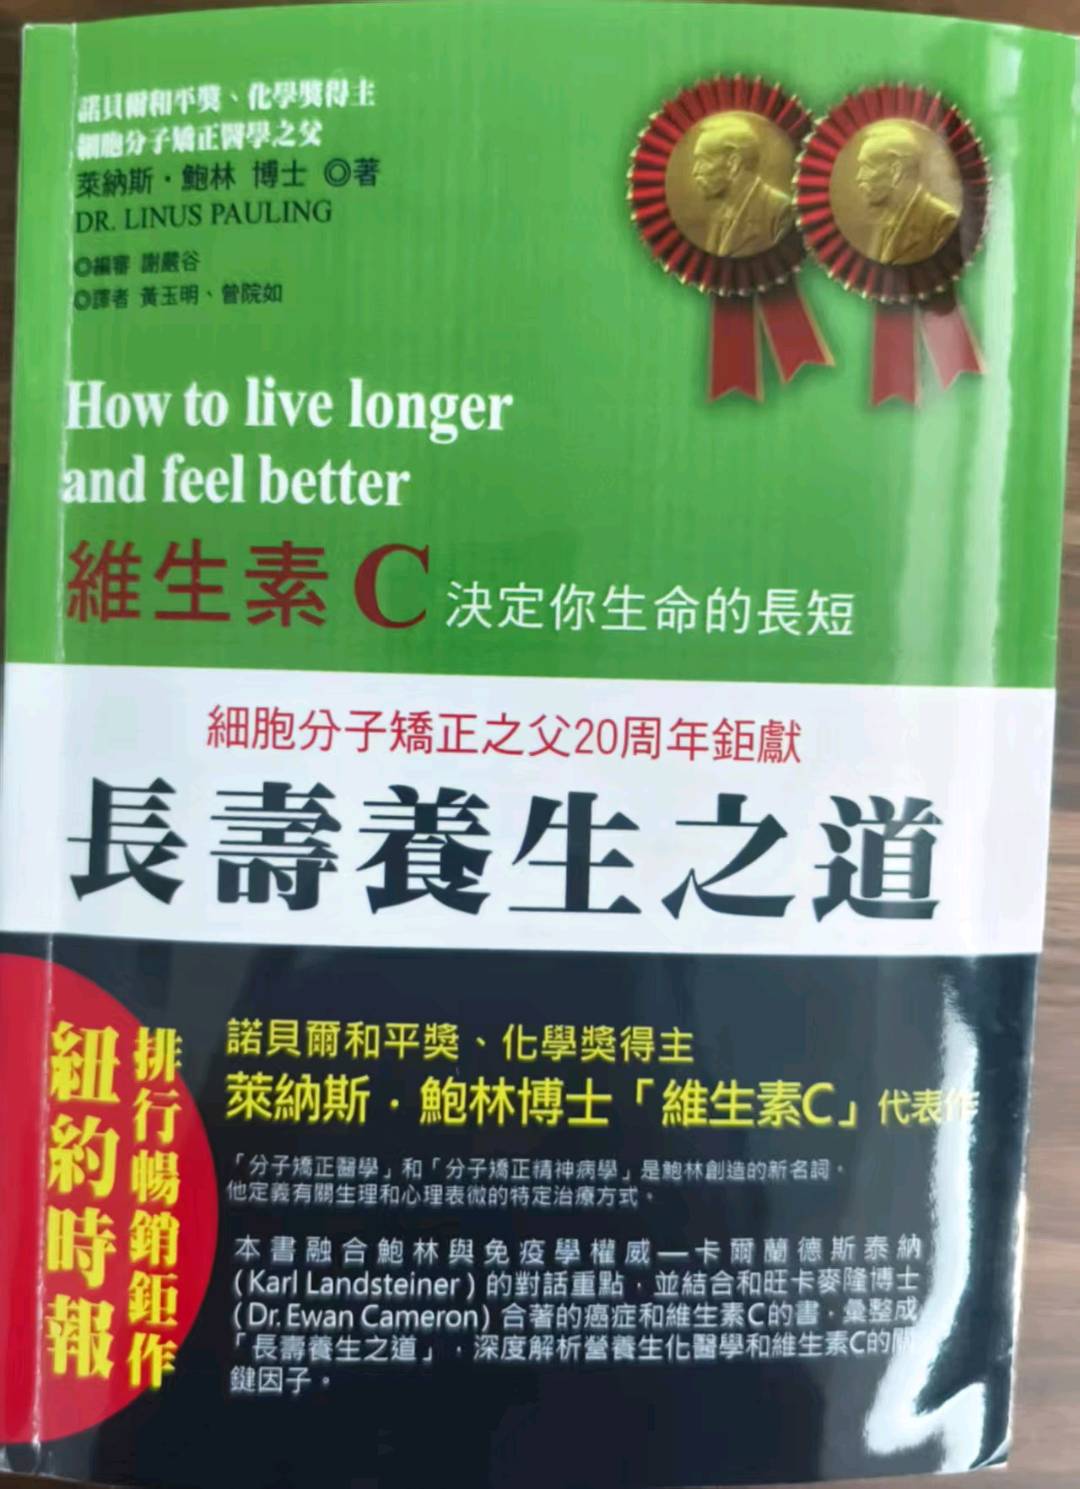 諾貝爾和平獎、化學獎得主
細胞分子矯正醫學之父
萊納斯·鮑林 博士 ◎著
DR. LINUS PAULING
◎編審 謝嚴谷
◎譯者 黃玉明、曾院如
How to live longer
and feel better
維生素C 決定你生命的長短
細胞分子矯正之父20周年鉅獻
長壽養生之道
紐約時報
排行暢銷鉅作
諾貝爾和平獎、化學獎得主
萊納斯·鮑林博士「維生素C」代表作
「分子矯正醫學」和「分子矯正精神病學」是鮑林創造的新名詞,
他定義有關生理和心理表徵的特定治療方式。
本書融合鮑林與免疫學權威—卡爾蘭德斯泰納
(Karl Landsteiner) 的對話重點,並結合和旺卡麥隆博士
(Dr. Ewan Cameron) 合著的癌症和維生素C的書,彙整成
「長壽養生之道」,深度解析營養生化醫學和維生素C的關
鍵因子。